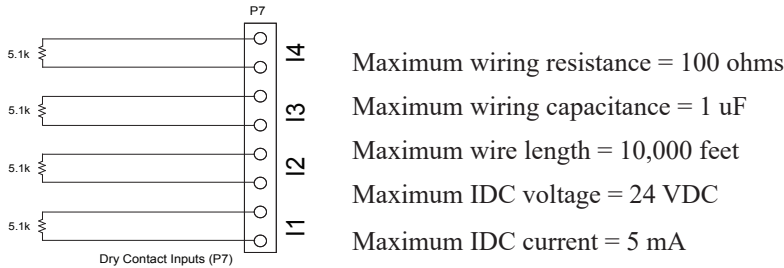 P7
5.1k
I4
5.1k
I3
5.1k
I2
5.1k
I1
Dry Contact Inputs (P7)
Maximum wiring resistance = 100 ohms
Maximum wiring capacitance = 1 uF
Maximum wire length = 10,000 feet
Maximum IDC voltage = 24 VDC
Maximum IDC current = 5 mA